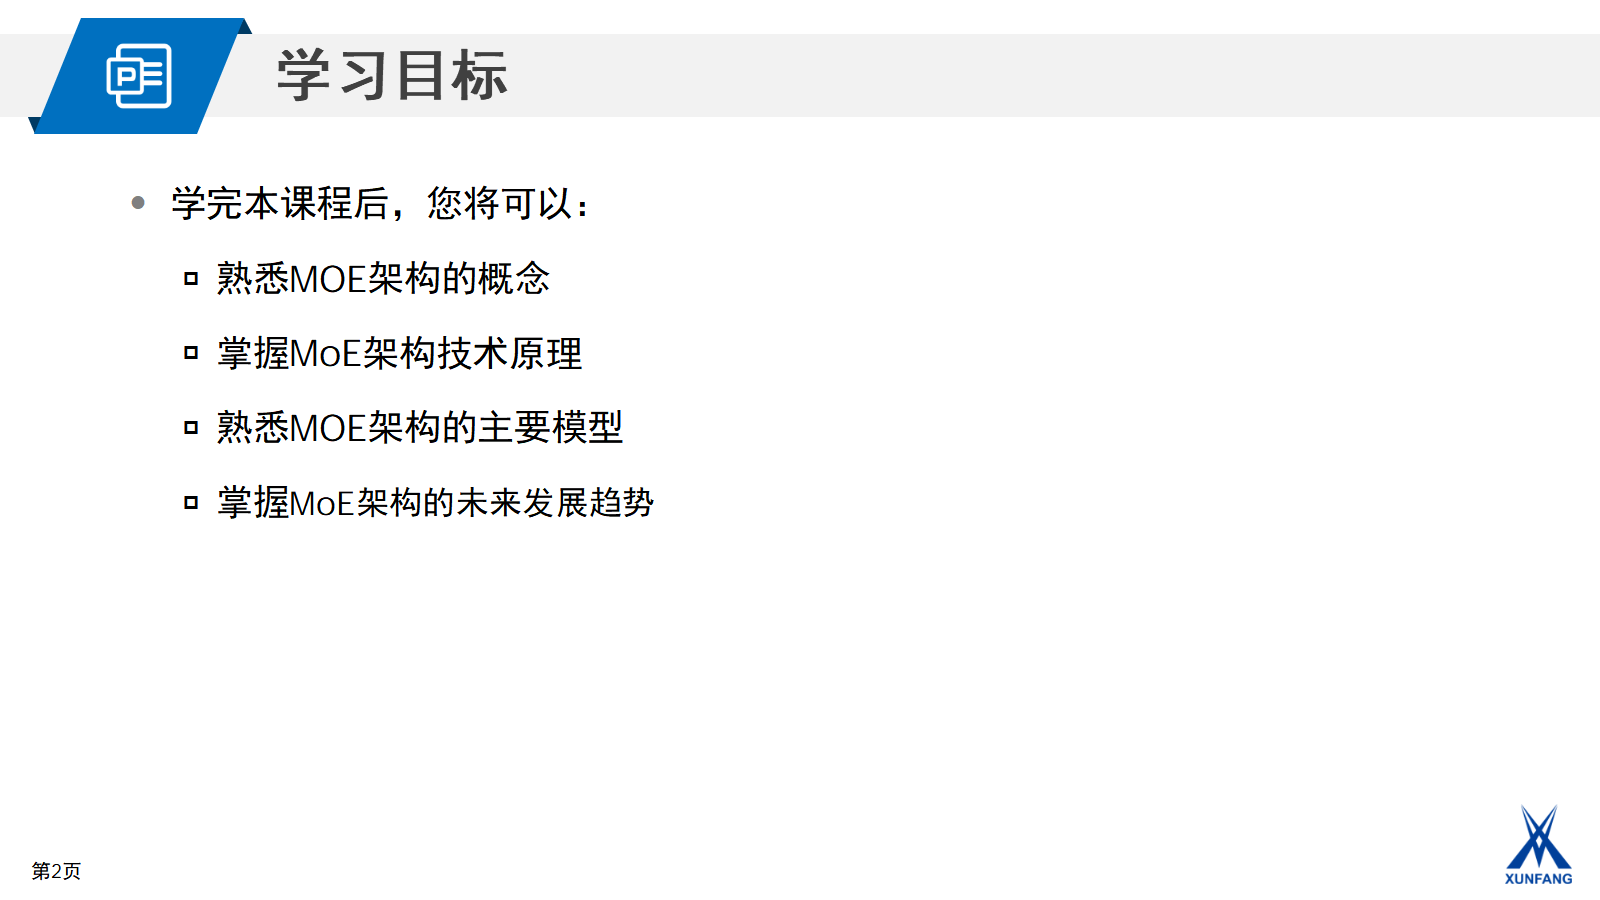 学习目标
学完本课程后，您将可以：
熟悉MOE架构的概念
掌握MoE架构技术原理
熟悉MOE架构的主要模型
掌握MoE架构的未来发展趋势
第2页
XUNFANG